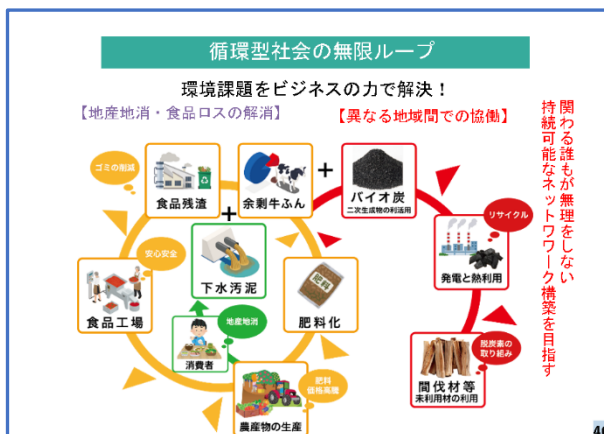 循環型社会の無限ループ
環境課題をビジネスの力で解決！
【地産地消・食品ロスの解消】
【異なる地域間での協働】
関わる誰もが無理をしない
持続可能なネットワワーク構築を目指す
ゴミの削減
食品残渣
+
余剰牛ふん
+
バイオ炭
二次生成物の利活用
リサイクル
発電と熱利用
安心安全
食品工場
下水汚泥
肥料
肥料化
地産地消
消費者
脱炭素の
取り組み
間伐材等
未利用材の利用
肥料
価格高騰
農産物の生産
40